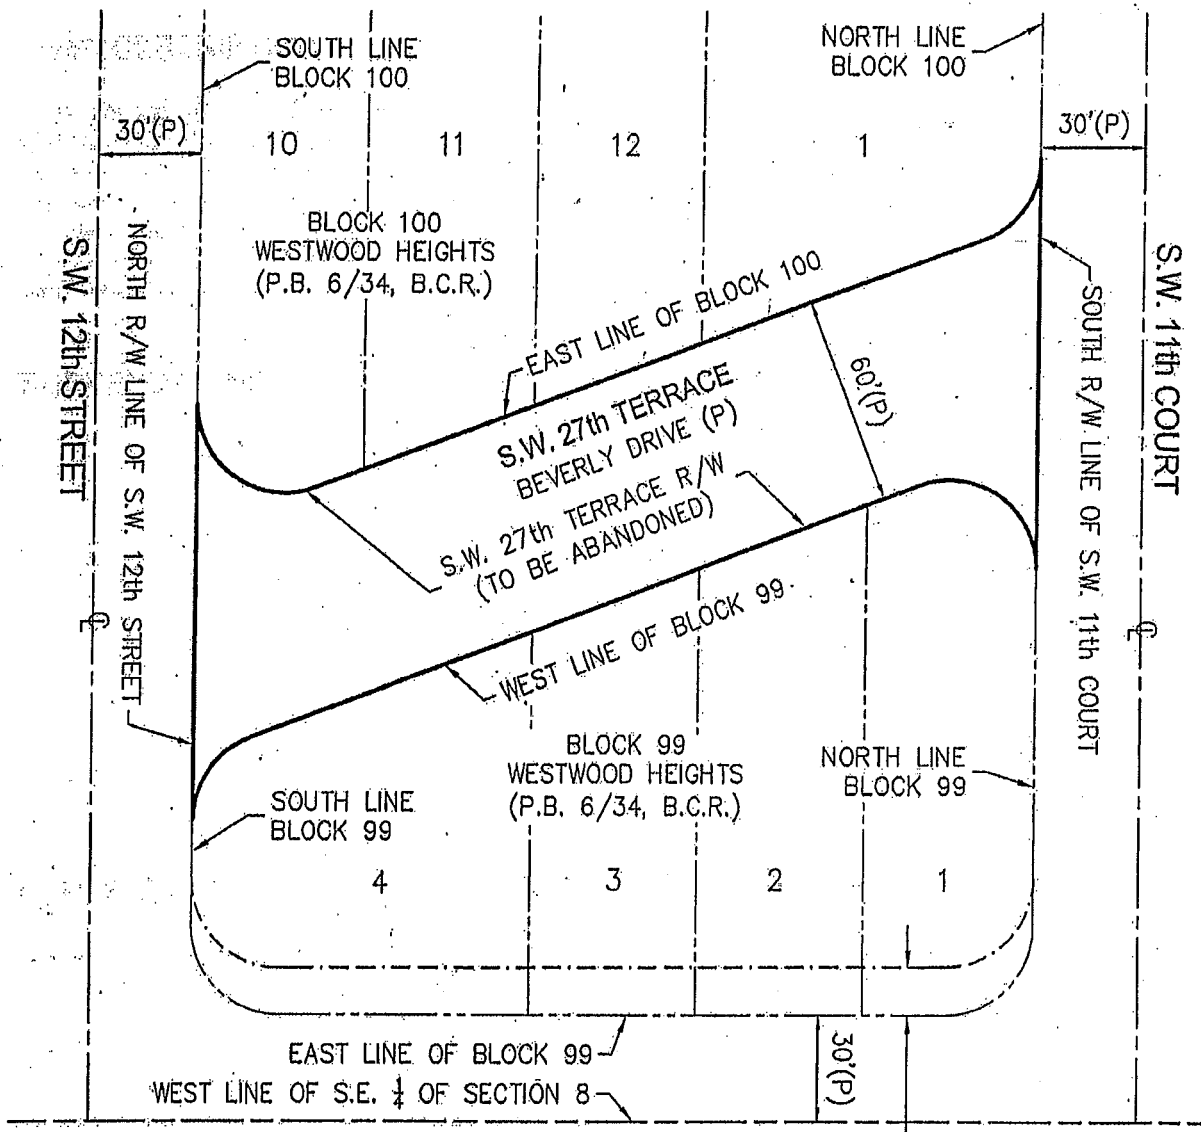 SOUTH LINE
BLOCK 100
NORTH LINE
BLOCK 100
30'(P)
10
11
12
1
30'(P)
BLOCK 100
WESTWOOD HEIGHTS
(P.B. 6/34, B.C.R.)
S.W. 12th STREET
NORTH R/W LINE OF S.W. 12th STREET
EAST LINE OF BLOCK 100
S.W. 27th TERRACE
BEVERLY DRIVE (P)
S.W. 27th TERRACE R/W
(TO BE ABANDONED)
60'(P)
SOUTH R/W LINE OF S.W. 11th COURT
S.W. 11th COURT
WEST LINE OF BLOCK 99
BLOCK 99
WESTWOOD HEIGHTS
(P.B. 6/34, B.C.R.)
NORTH LINE
BLOCK 99
SOUTH LINE
BLOCK 99
4
3
2
1
EAST LINE OF BLOCK 99
30'(P)
WEST LINE OF S.E. 1/4 OF SECTION 8